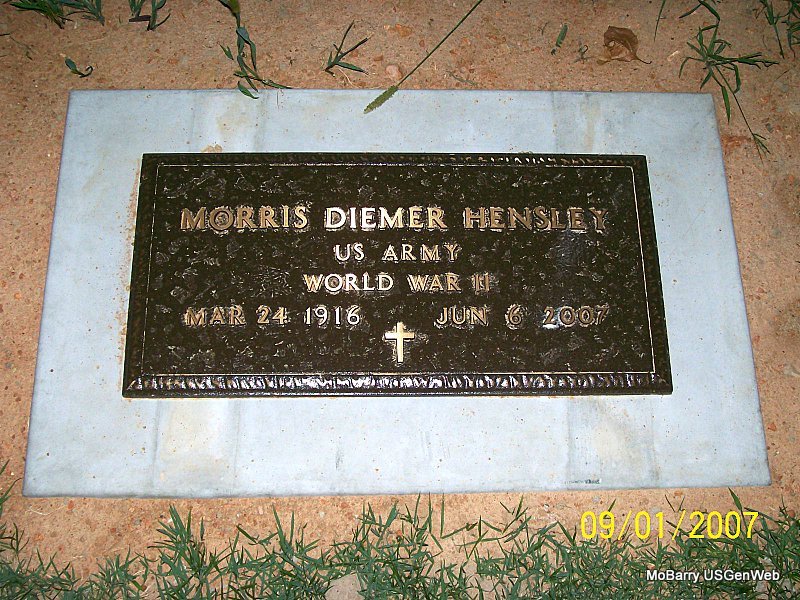 MORRIS DIEMER HENSLEY
US ARMY
WORLD WAR II
MAR 24 1916 JUN 6 2007
09/01/2007
MoBarry USGenWeb